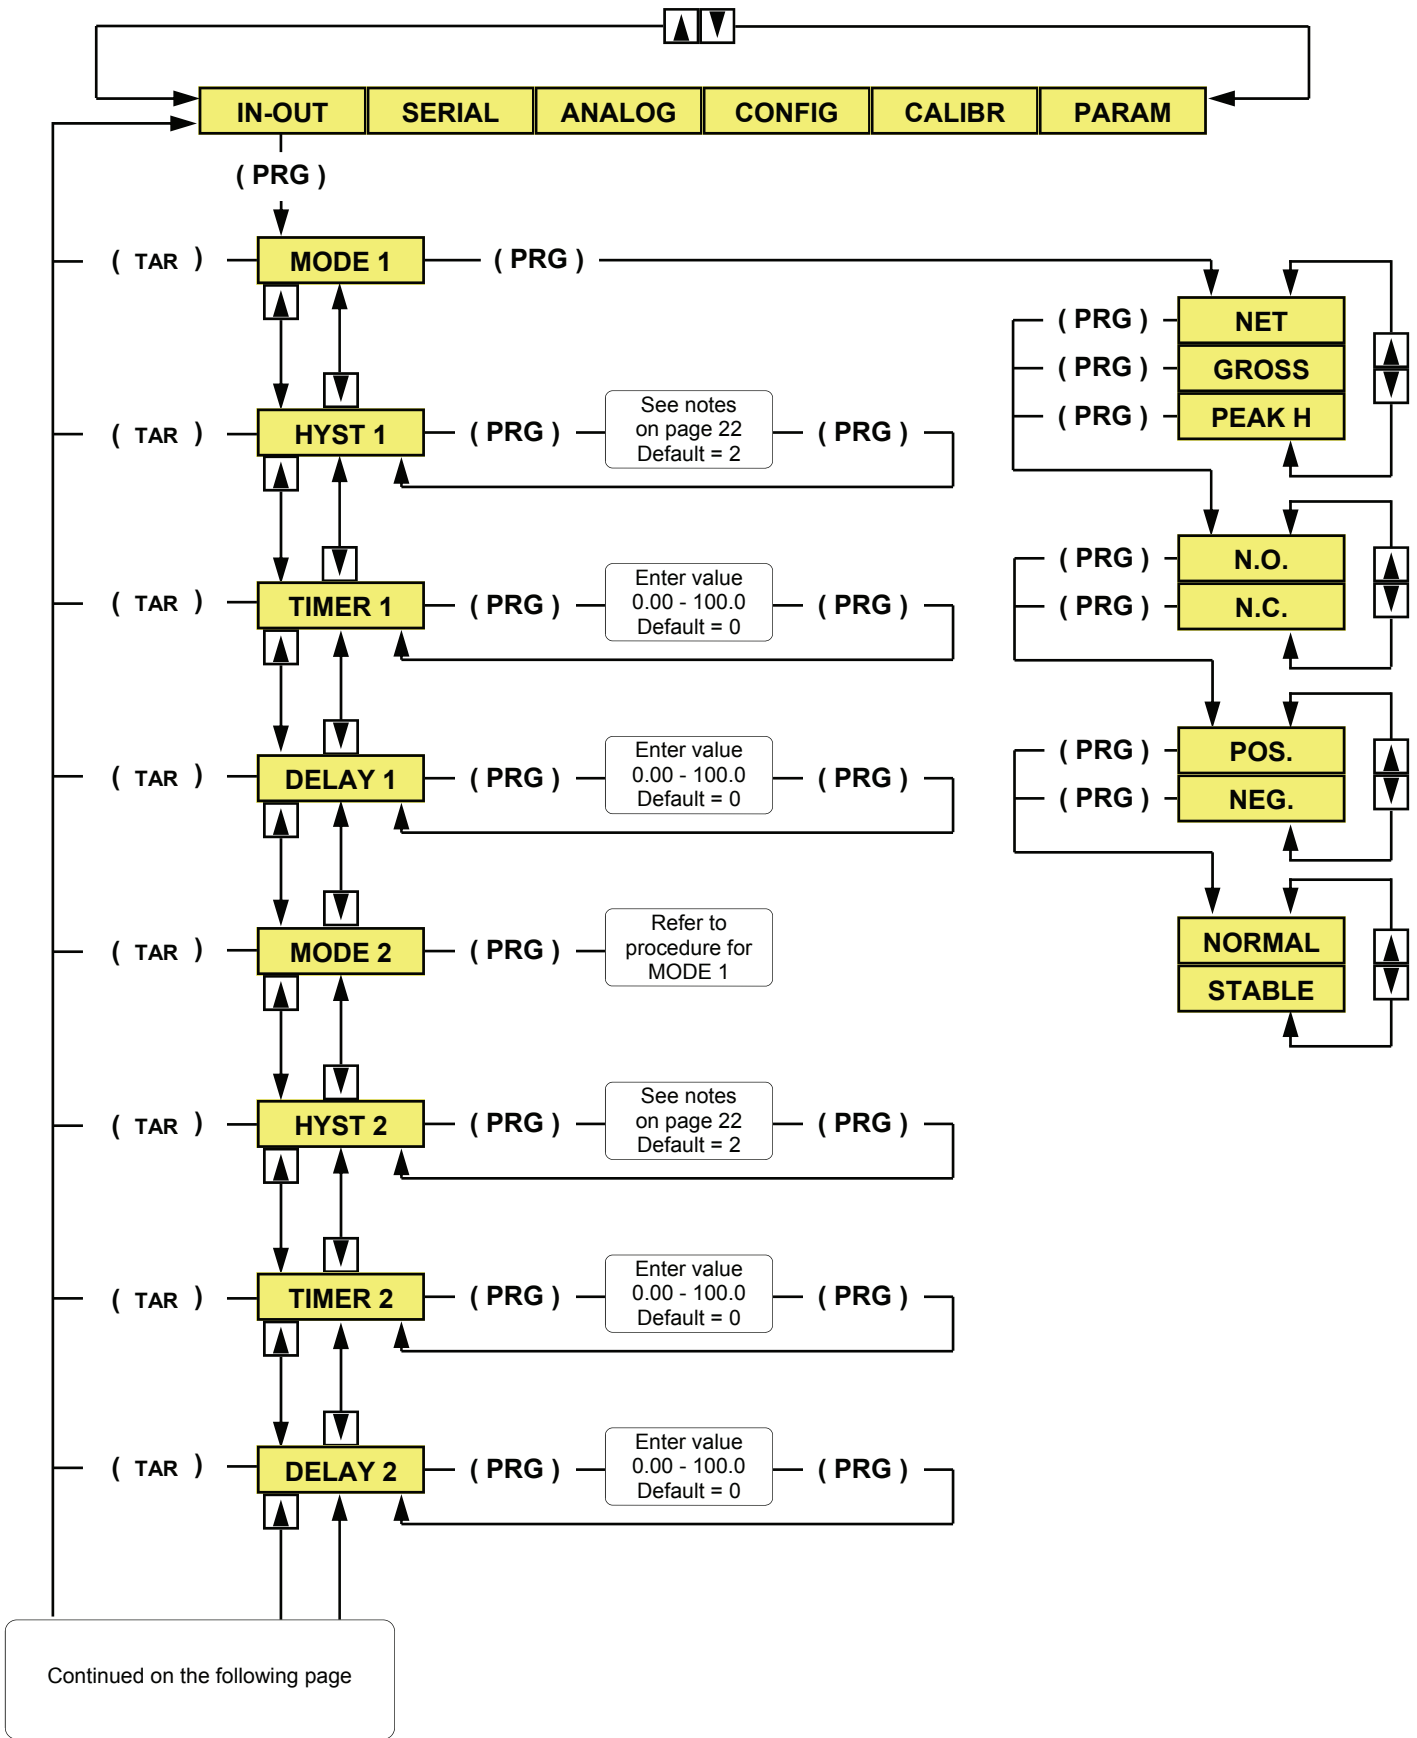 IN-OUT SERIAL ANALOG CONFIG CALIBR PARAM
( PRG )
( TAR ) MODE 1 ( PRG )
( PRG ) NET
( PRG ) GROSS
( PRG ) PEAK H
See notes
on page 22
Default = 2
( TAR ) HYST 1 ( PRG ) ( PRG )
( PRG ) N.O.
( PRG ) N.C.
Enter value
0.00 - 100.0
Default = 0
( TAR ) TIMER 1 ( PRG ) ( PRG )
( PRG ) POS.
( PRG ) NEG.
Enter value
0.00 - 100.0
Default = 0
( TAR ) DELAY 1 ( PRG ) ( PRG )
NORMAL
STABLE
Refer to
procedure for
MODE 1
( TAR ) MODE 2 ( PRG )
See notes
on page 22
Default = 2
( TAR ) HYST 2 ( PRG ) ( PRG )
Enter value
0.00 - 100.0
Default = 0
( TAR ) TIMER 2 ( PRG ) ( PRG )
Enter value
0.00 - 100.0
Default = 0
( TAR ) DELAY 2 ( PRG ) ( PRG )
Continued on the following page